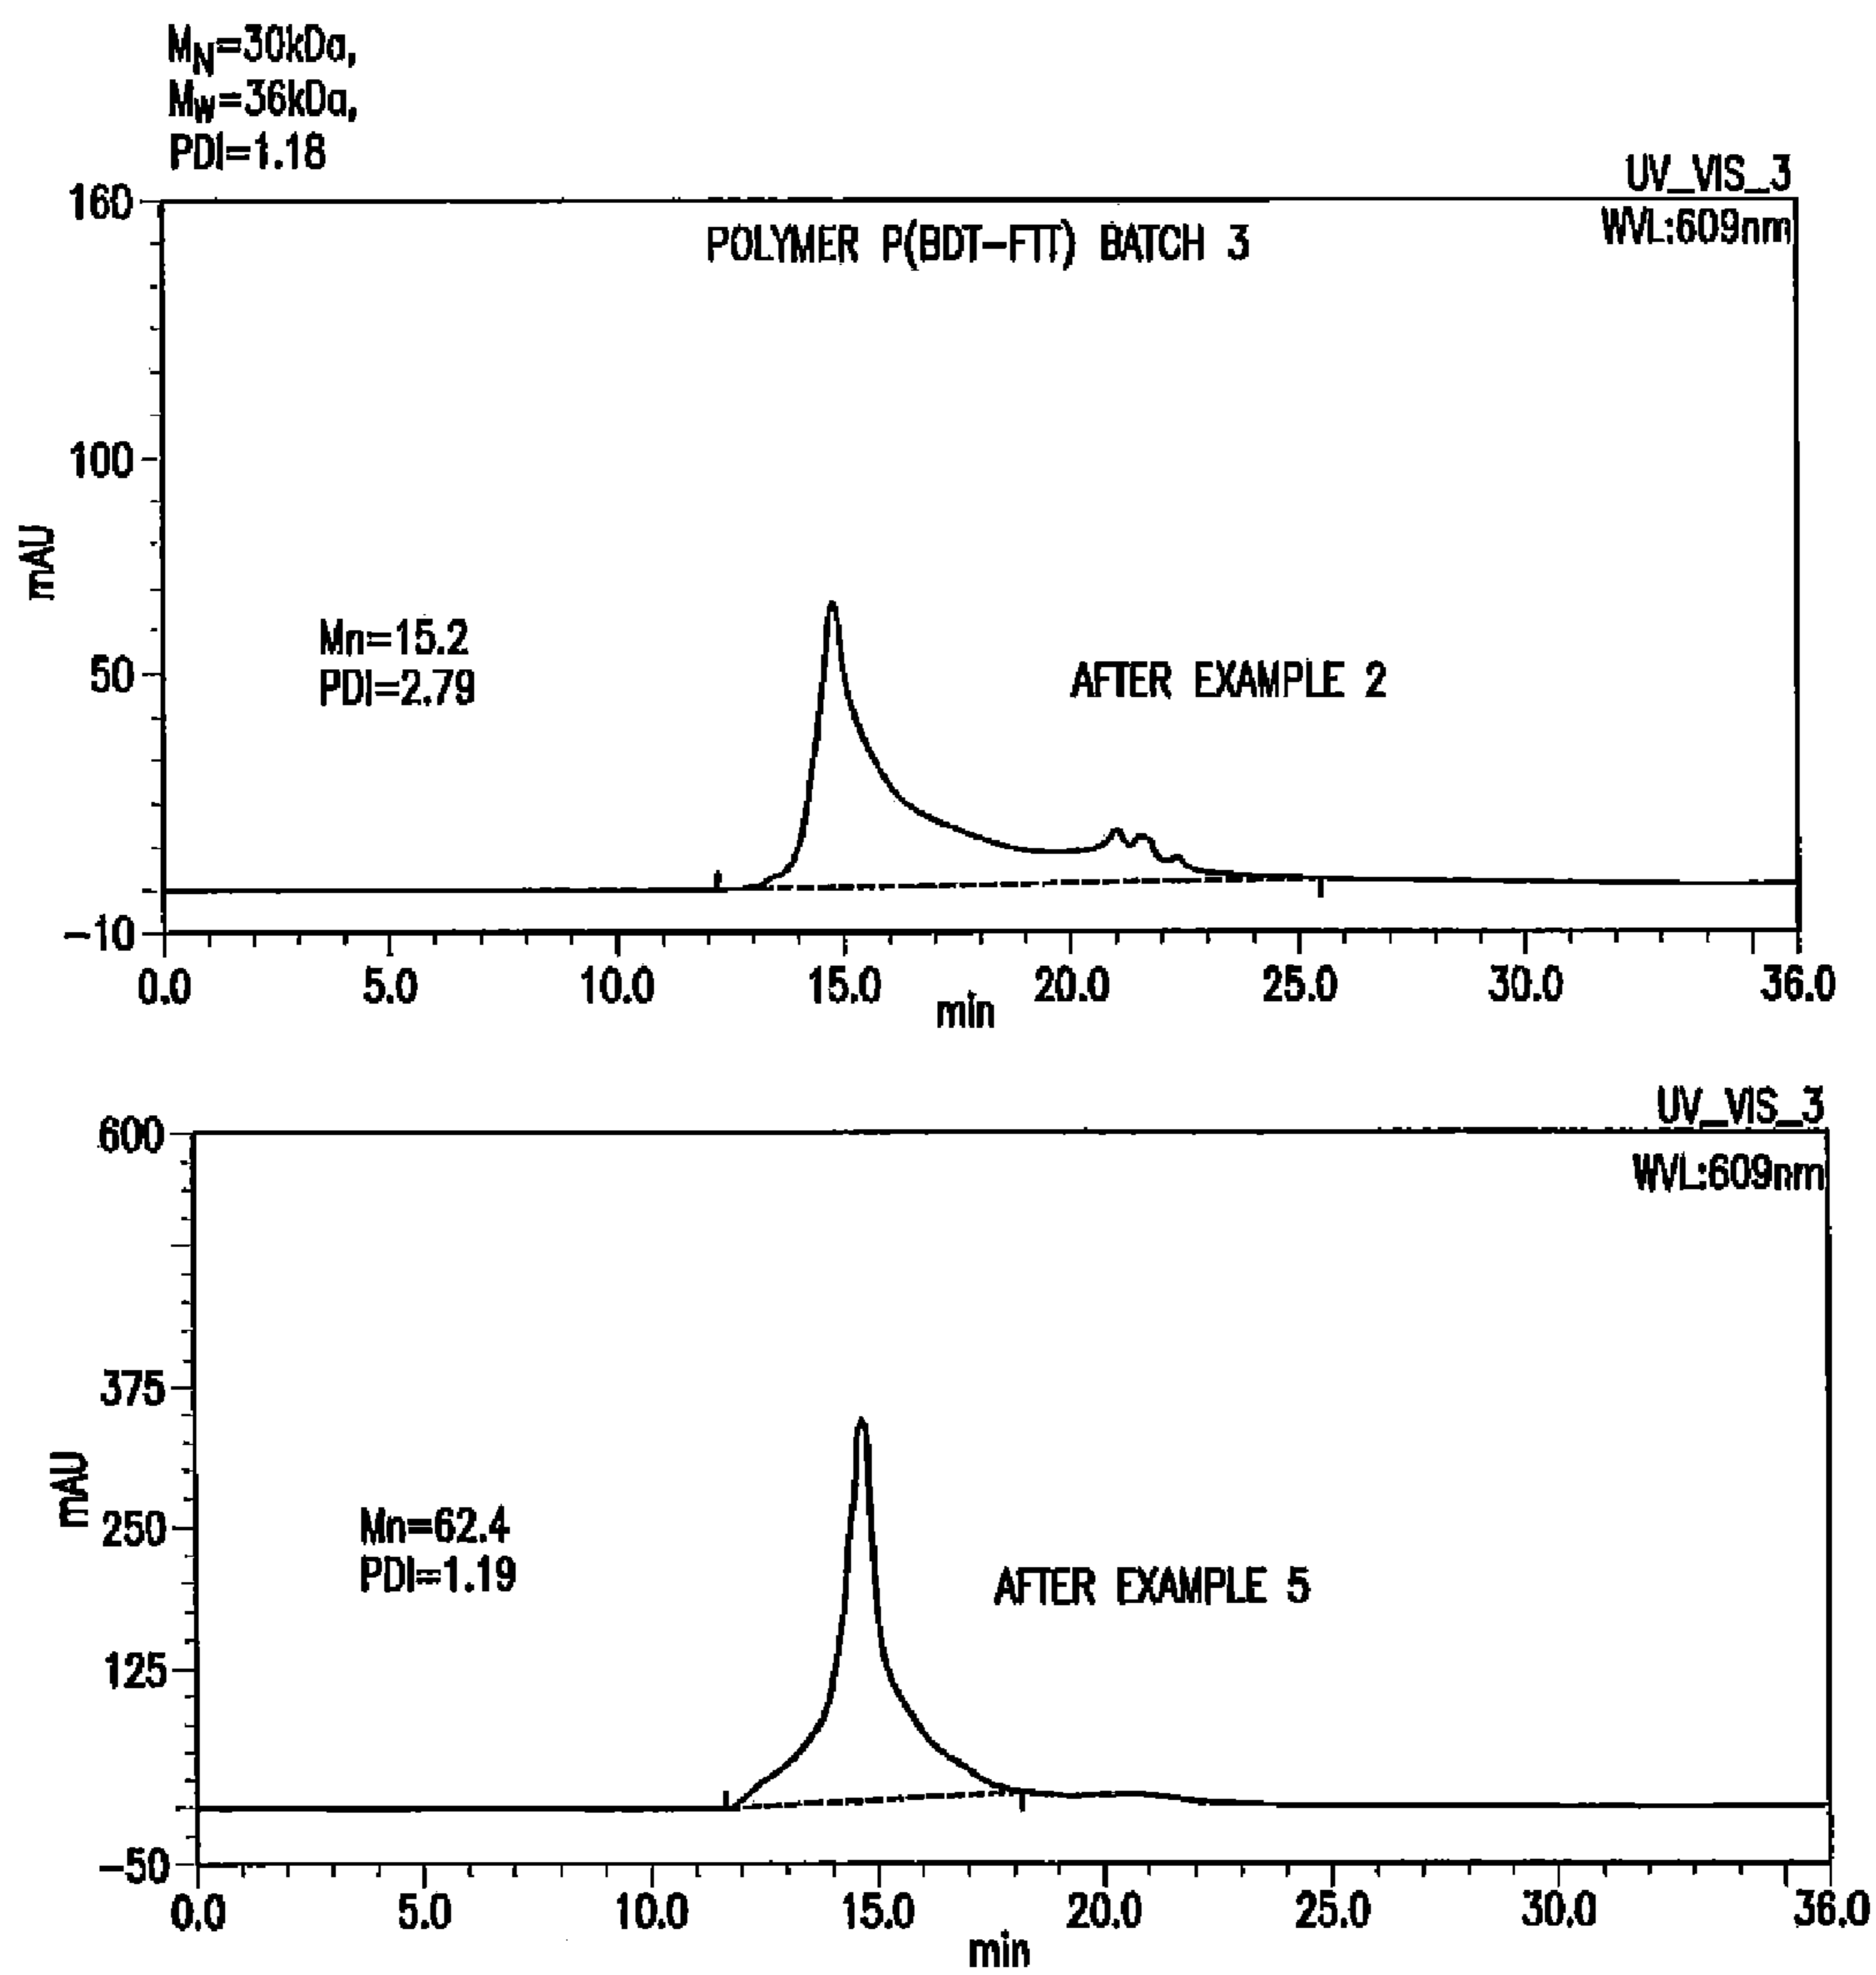 MN=30kDa,
MW=36kDa,
PDI=1.18
UV_VIS_3
WVL:609nm
POLYMER P(BDT-FTT) BATCH 3
160
100
50
-10
mAU
Mn=15.2
PDI=2.79
AFTER EXAMPLE 2
0.0 5.0 10.0 15.0 20.0 25.0 30.0 36.0
min
UV_VIS_3
WVL:609nm
600
375
250
125
-50
mAU
Mn=62.4
PDI=1.19
AFTER EXAMPLE 5
0.0 5.0 10.0 15.0 20.0 25.0 30.0 36.0
min